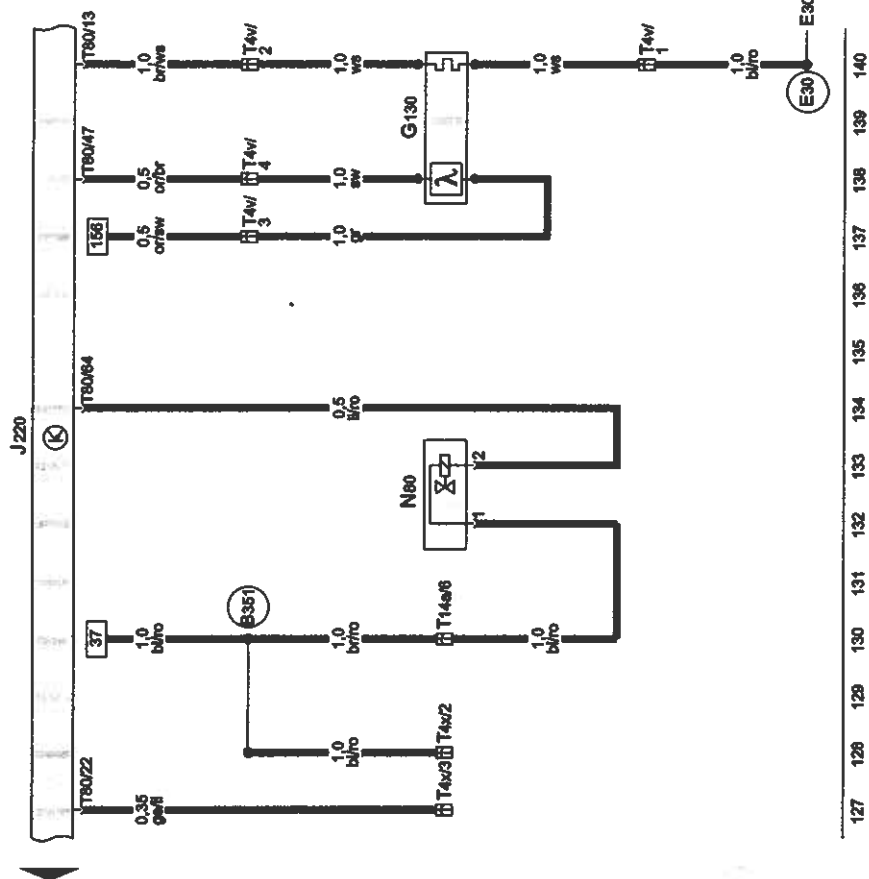 J220
K
T80/22
T80/64
T80/47
T80/13
37
156
0,35
ge/li
1,0
bl/ro
0,5
or/sw
0,5
or/br
1,0
br/ws
B351
T4v/
3
T4v/
4
T4v/
2
1,0
bl/ro
1,0
br/ro
0,5
li/ro
1,0
gr
1,0
sw
1,0
ws
N80
G130
λ
T4x/3
T4x/2
T14a/6
1
2
1,0
bl/ro
1,0
ws
T4v/
1
1,0
bl/ro
E30
E30
127
128
129
130
131
132
133
134
135
136
137
138
139
140